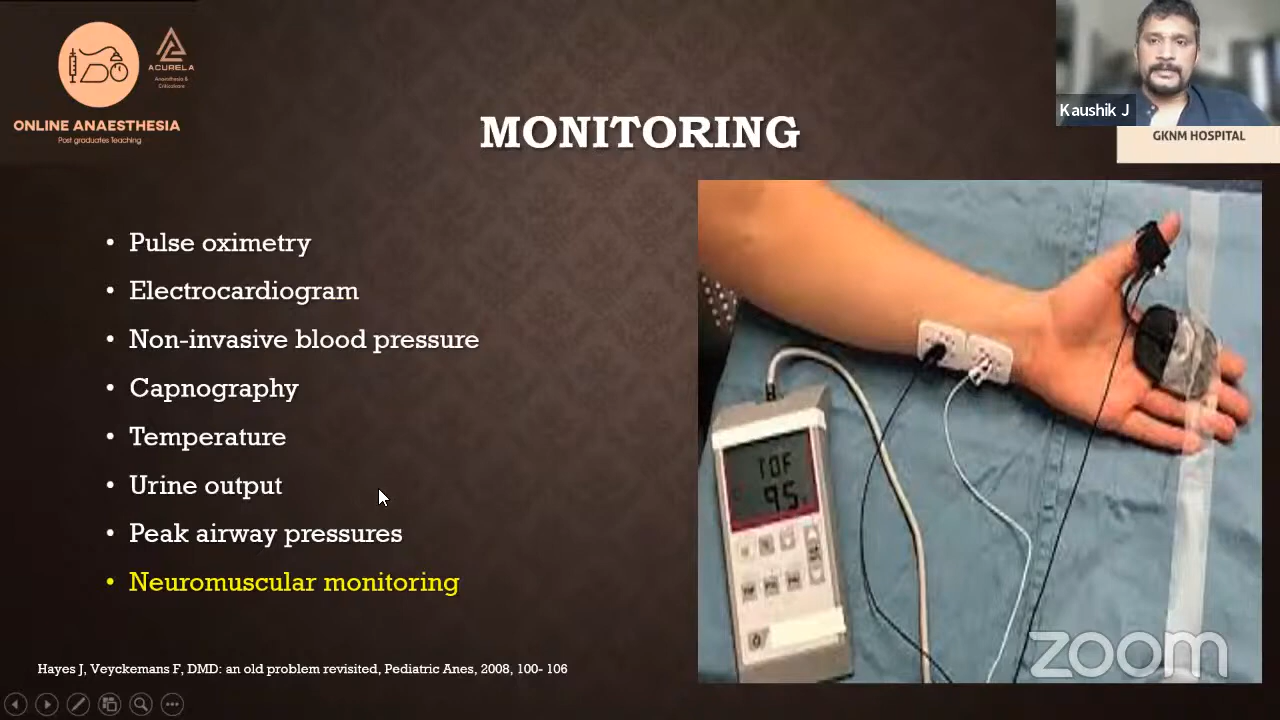 ACURELA
Anaesthesia &
Criticalcare
ONLINE ANAESTHESIA
Post graduates Teaching
Kaushik J
GKNM HOSPITAL
MONITORING
• Pulse oximetry
• Electrocardiogram
• Non-invasive blood pressure
• Capnography
• Temperature
• Urine output
• Peak airway pressures
• Neuromuscular monitoring
TOF
95
zoom
Hayes J, Veyckemans F, DMD: an old problem revisited, Pediatric Anes, 2008, 100- 106